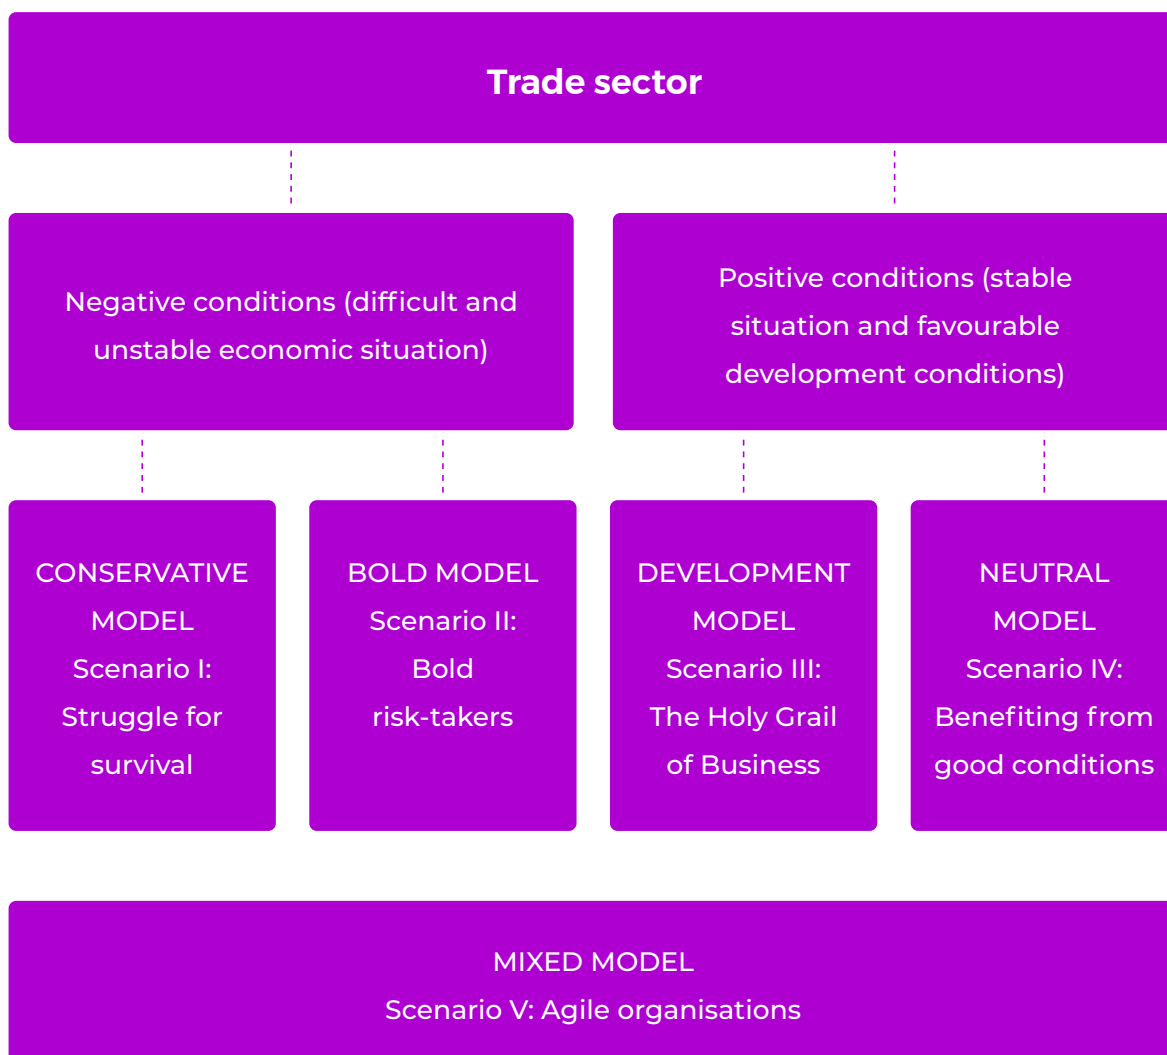 Trade sector
Negative conditions (difficult and
unstable economic situation)
Positive conditions (stable
situation and favourable
development conditions)
CONSERVATIVE
MODEL
Scenario I:
Struggle for
survival
BOLD MODEL
Scenario II:
Bold
risk-takers
DEVELOPMENT
MODEL
Scenario III:
The Holy Grail
of Business
NEUTRAL
MODEL
Scenario IV:
Benefiting from
good conditions
MIXED MODEL
Scenario V: Agile organisations